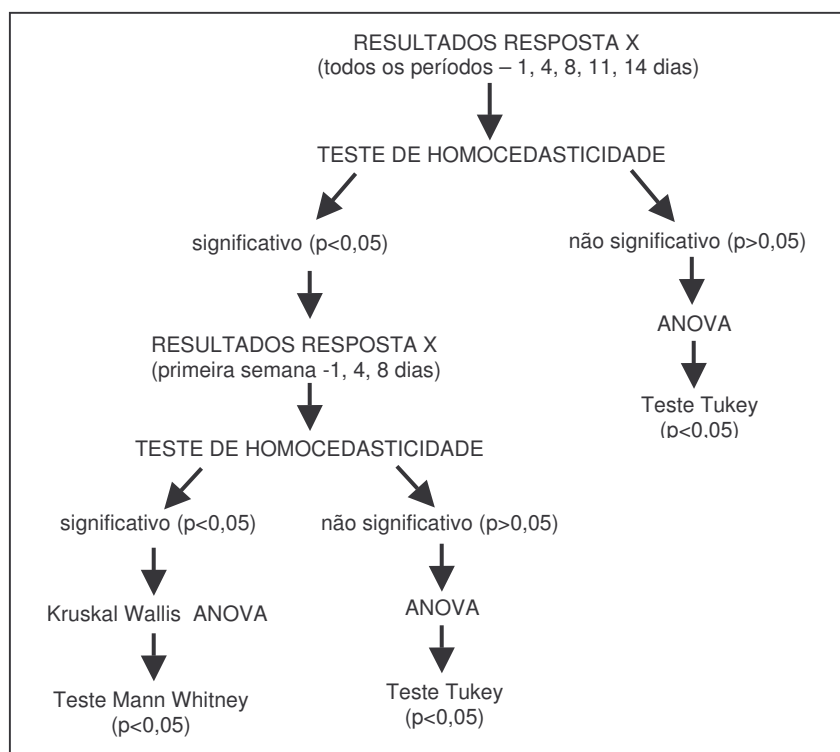 RESULTADOS RESPOSTA X
(todos os períodos – 1, 4, 8, 11, 14 dias)
TESTE DE HOMOCEDASTICIDADE
significativo (p<0,05)
não significativo (p>0,05)
ANOVA
Teste Tukey
(p<0,05)
RESULTADOS RESPOSTA X
(primeira semana -1, 4, 8 dias)
TESTE DE HOMOCEDASTICIDADE
significativo (p<0,05)
não significativo (p>0,05)
Kruskal Wallis ANOVA
ANOVA
Teste Mann Whitney
(p<0,05)
Teste Tukey
(p<0,05)